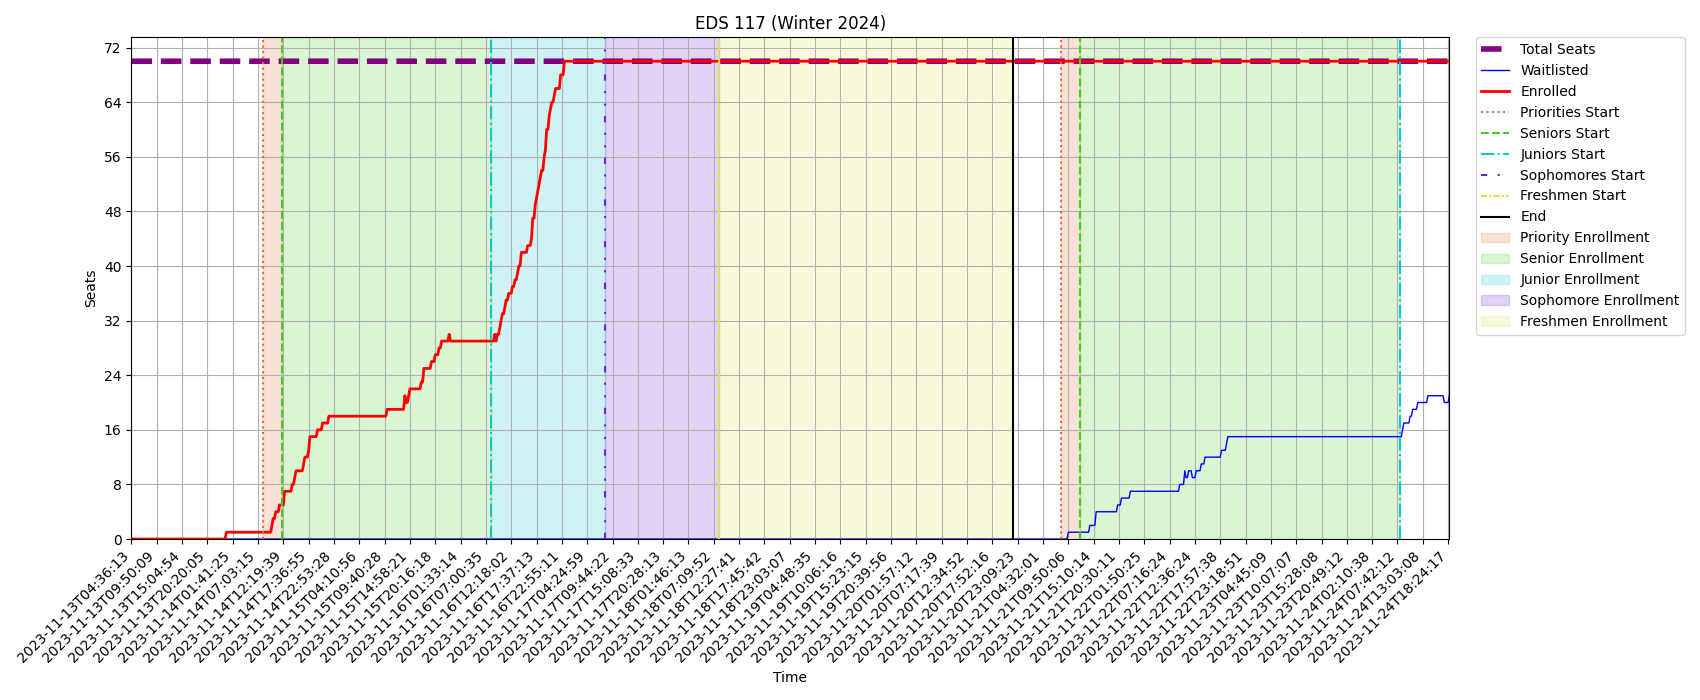 EDS 117 (Winter 2024)
72
64
56
48
40
32
24
16
8
0
Seats
2023-11-13T04:36:13
2023-11-13T09:50:09
2023-11-13T15:04:54
2023-11-13T20:20:05
2023-11-14T01:41:25
2023-11-14T07:03:15
2023-11-14T12:19:39
2023-11-14T17:36:55
2023-11-14T22:53:28
2023-11-15T04:10:56
2023-11-15T09:40:28
2023-11-15T14:58:21
2023-11-15T20:16:18
2023-11-16T01:33:14
2023-11-16T07:00:35
2023-11-16T12:18:02
2023-11-16T17:37:13
2023-11-16T22:55:11
2023-11-17T04:24:59
2023-11-17T09:44:22
2023-11-17T15:08:33
2023-11-17T20:28:13
2023-11-18T01:46:13
2023-11-18T07:09:52
2023-11-18T12:27:41
2023-11-18T17:45:42
2023-11-18T23:03:07
2023-11-19T04:48:35
2023-11-19T10:06:16
2023-11-19T15:23:15
2023-11-19T20:39:56
2023-11-20T01:57:12
2023-11-20T07:17:39
2023-11-20T12:34:52
2023-11-20T17:52:16
2023-11-20T23:09:23
2023-11-21T04:32:01
2023-11-21T09:50:06
2023-11-21T15:10:14
2023-11-21T20:30:11
2023-11-22T01:50:23
2023-11-22T07:16:24
2023-11-22T12:36:24
2023-11-22T17:57:38
2023-11-22T23:18:51
2023-11-23T04:45:09
2023-11-23T10:07:07
2023-11-23T15:28:08
2023-11-23T20:49:12
2023-11-24T02:10:38
2023-11-24T07:42:12
2023-11-24T13:03:08
2023-11-24T18:24:17
Time
Total Seats
Waitlisted
Enrolled
Priorities Start
Seniors Start
Juniors Start
Sophomores Start
Freshmen Start
End
Priority Enrollment
Senior Enrollment
Junior Enrollment
Sophomore Enrollment
Freshmen Enrollment